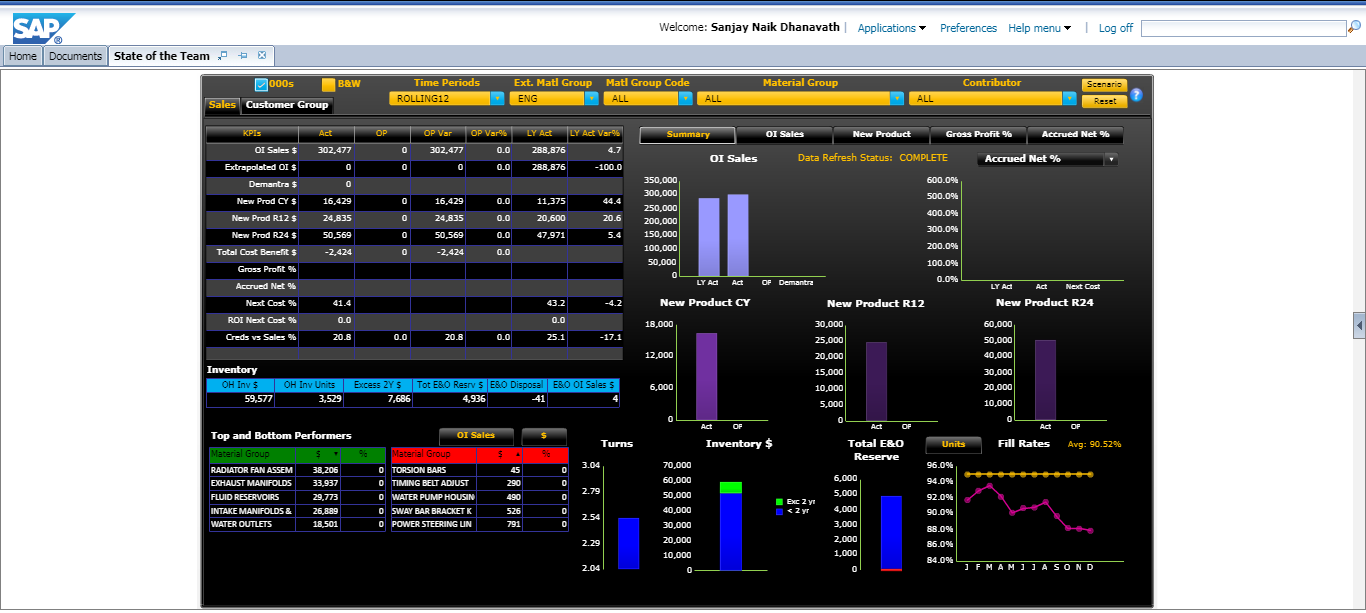 SAP®
Welcome: Sanjay Naik Dhanavath | Applications Preferences Help menu | Log off
Home Documents State of the Team
000s B&W Time Periods Ext. Matl Group Matl Group Code Material Group Contributor Scenario
ROLLING12 ENG ALL ALL ALL Reset ?
Sales Customer Group
KPIs Act OP OP Var OP Var% LY Act LY Act Var%
OI Sales $ 302,477 0 302,477 0.0 288,876 4.7
Extrapolated OI $ 0 0 0 0.0 288,876 -100.0
Demantra $ 0
New Prod CY $ 16,429 0 16,429 0.0 11,375 44.4
New Prod R12 $ 24,835 0 24,835 0.0 20,600 20.6
New Prod R24 $ 50,569 0 50,569 0.0 47,971 5.4
Total Cost Benefit $ -2,424 0 -2,424 0.0
Gross Profit %
Accrued Net %
Next Cost % 41.4 43.2 -4.2
ROI Next Cost % 0.0 0.0
Creds vs Sales % 20.8 0.0 20.8 0.0 25.1 -17.1
Inventory
OH Inv $ OH Inv Units Excess 2Y $ Tot E&O Resrv $ E&O Disposal E&O OI Sales $
59,577 3,529 7,686 4,936 -41 4
Top and Bottom Performers OI Sales $
Material Group $ % Material Group $ %
RADIATOR FAN ASSEM 38,206 0 TORSION BARS 45 0
EXHAUST MANIFOLDS 33,937 0 TIMING BELT ADJUST 290 0
FLUID RESERVOIRS 29,773 0 WATER PUMP HOUSIN 490 0
INTAKE MANIFOLDS & 26,889 0 SWAY BAR BRACKET K 526 0
WATER OUTLETS 18,501 0 POWER STEERING LIN 791 0
Summary OI Sales New Product Gross Profit % Accrued Net %
OI Sales Data Refresh Status: COMPLETE Accrued Net %
350,000
300,000
250,000
200,000
150,000
100,000
50,000
0
LY Act Act OP Demantra
600.0%
500.0%
400.0%
300.0%
200.0%
100.0%
0.0%
LY Act Act Next Cost
New Product CY
18,000
12,000
6,000
0
Act OP
New Product R12
30,000
25,000
20,000
15,000
10,000
5,000
0
Act OP
New Product R24
60,000
50,000
40,000
30,000
20,000
10,000
0
Act OP
Turns
3.04
2.79
2.54
2.29
2.04
Inventory $
70,000
60,000
50,000
40,000
30,000
20,000
10,000
0
Exc 2 yr
< 2 yr
Total E&O
Reserve
6,000
5,000
4,000
3,000
2,000
1,000
0
Units Fill Rates Avg: 90.52%
96.0%
94.0%
92.0%
90.0%
88.0%
86.0%
84.0%
J F M A M J J A S O N D